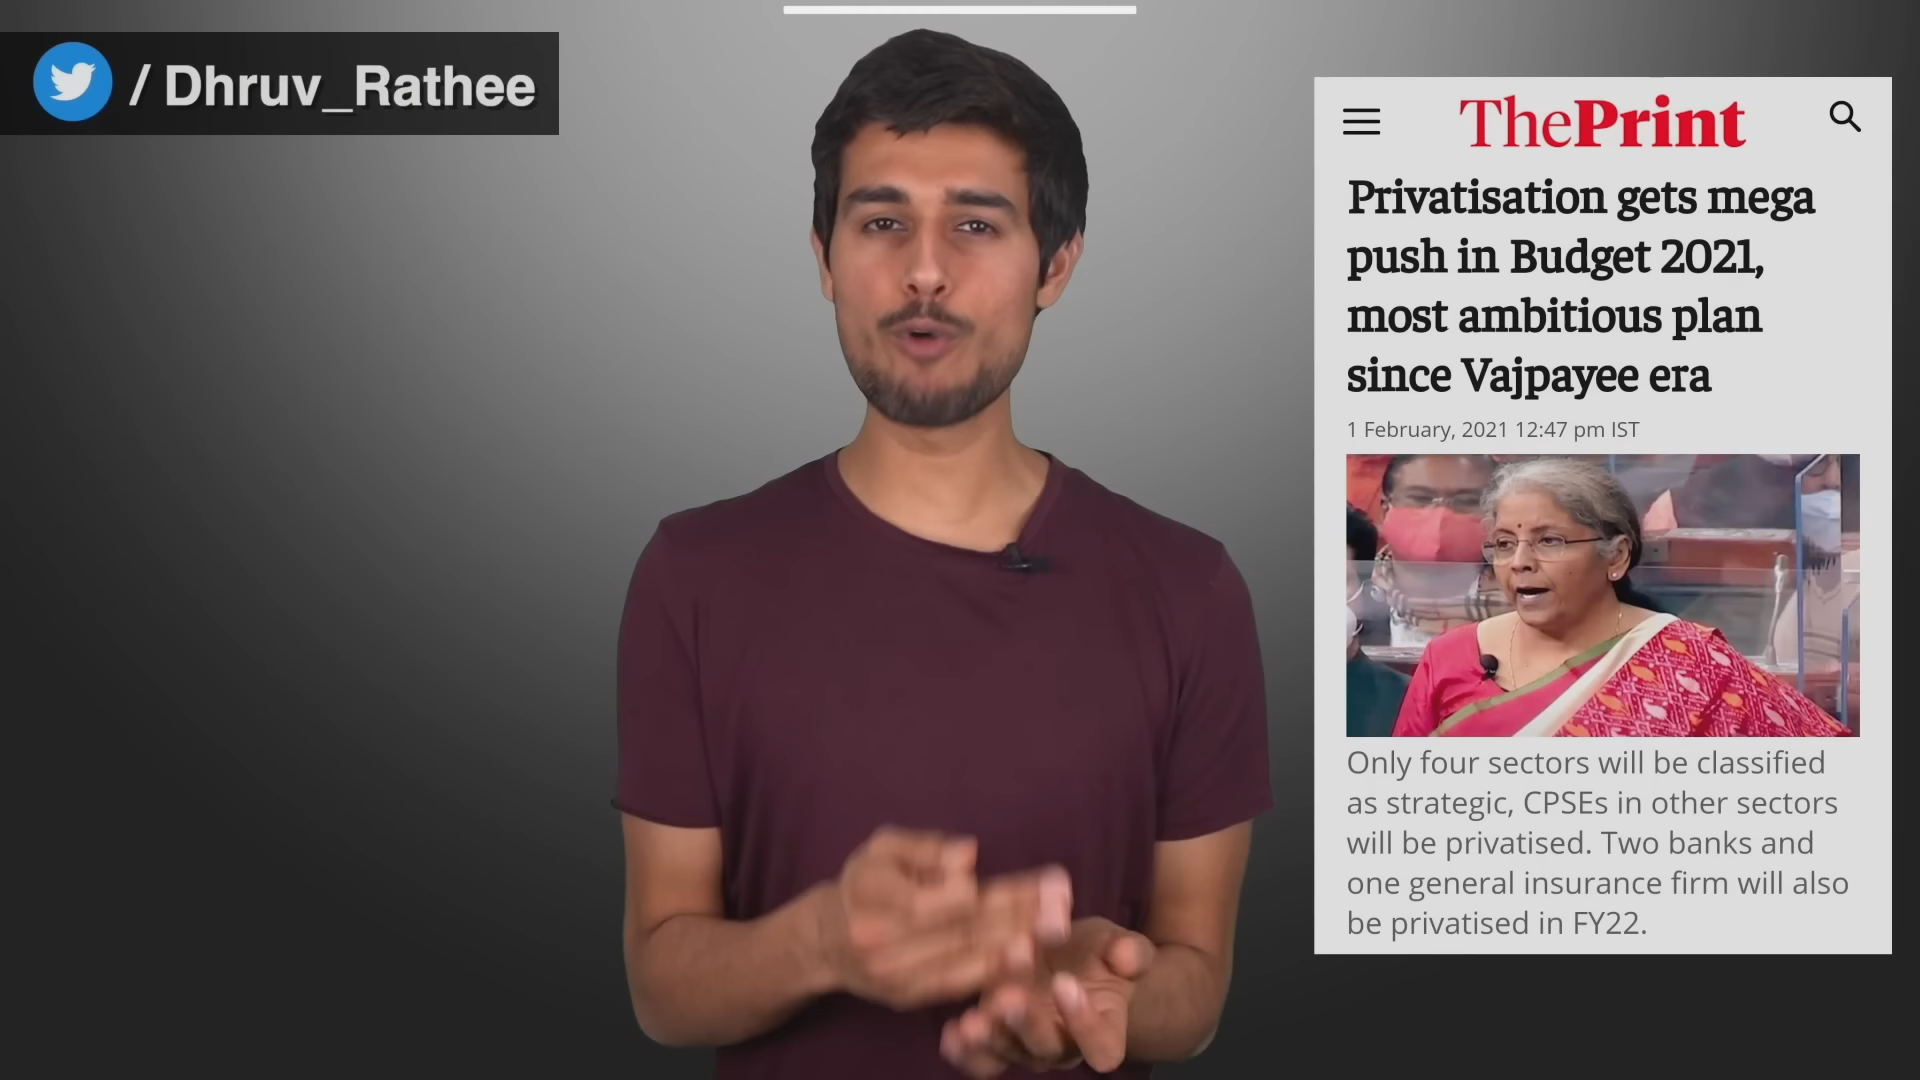 / Dhruv_Rathee
ThePrint
Privatisation gets mega
push in Budget 2021,
most ambitious plan
since Vajpayee era
1 February, 2021 12:47 pm IST
Only four sectors will be classified
as strategic, CPSEs in other sectors
will be privatised. Two banks and
one general insurance firm will also
be privatised in FY22.